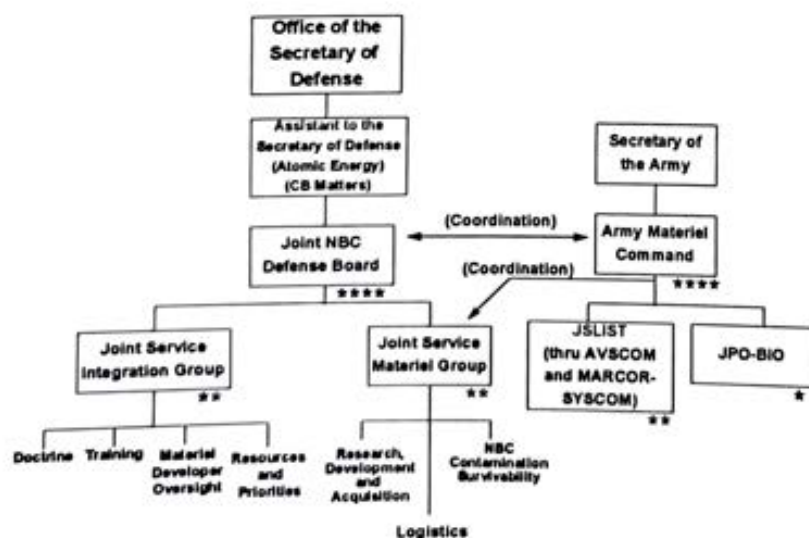 Office of the
Secretary of
Defense
Assistant to the
Secretary of Defense
(Atomic Energy)
(CB Matters)
Secretary of
the Army
(Coordination)
Joint NBC
Defense Board
****
Army Materiel
Command
****
(Coordination)
Joint Service
Integration Group
**
Joint Service
Materiel Group
**
JSLIST
(thru AVSCOM
and MARCOR-
SYSCOM)
**
JPO-BIO
*
Doctrine
Training
Material
Developer
Oversight
Resources
and
Priorities
Research,
Development
and
Acquisition
NBC
Contamination
Survivability
Logistics